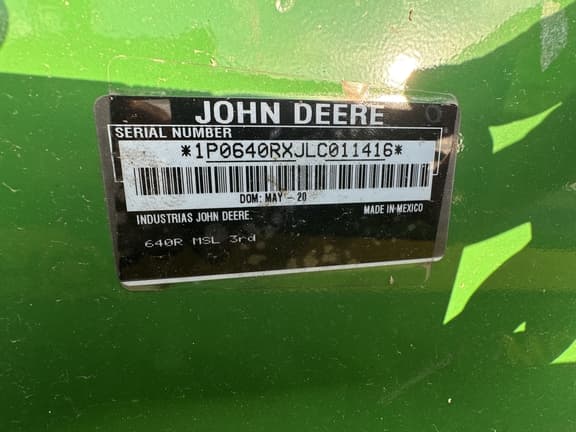 JOHN DEERE
SERIAL NUMBER
*1P0640RXJLC011416*
DOM: MAY - 20
INDUSTRIAS JOHN DEERE. MADE IN-MEXICO
640R MSL 3rd